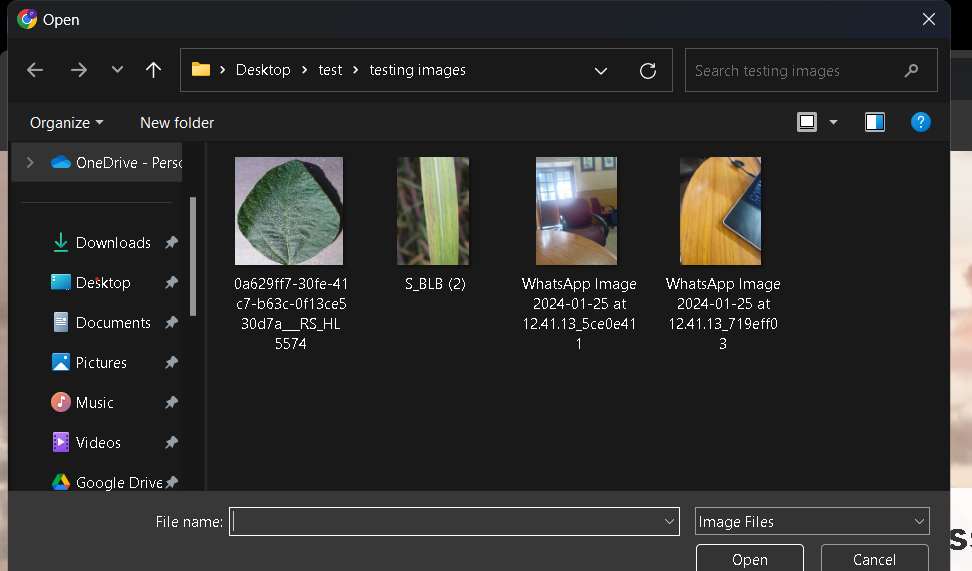 Open
Desktop > test > testing images
Search testing images
Organize
New folder
?
OneDrive - Perso
Downloads
Desktop
Documents
Pictures
Music
Videos
Google Drive
0a629ff7-30fe-41
c7-b63c-0f13ce5
30d7a___RS_HL
5574
S_BLB (2)
WhatsApp Image
2024-01-25 at
12.41.13_5ce0e41
1
WhatsApp Image
2024-01-25 at
12.41.13_719eff0
3
File name:
Image Files
Open
Cancel